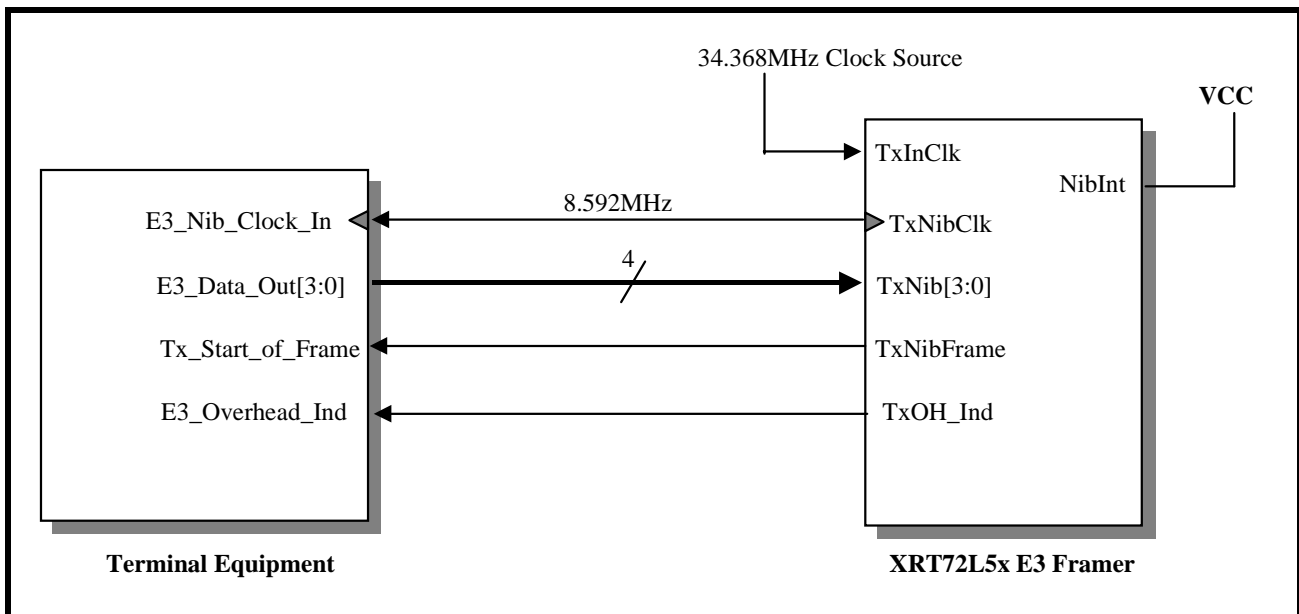 34.368MHz Clock Source
VCC
TxInClk
NibInt
8.592MHz
E3_Nib_Clock_In
TxNibClk
4
E3_Data_Out[3:0]
TxNib[3:0]
Tx_Start_of_Frame
TxNibFrame
E3_Overhead_Ind
TxOH_Ind
Terminal Equipment
XRT72L5x E3 Framer